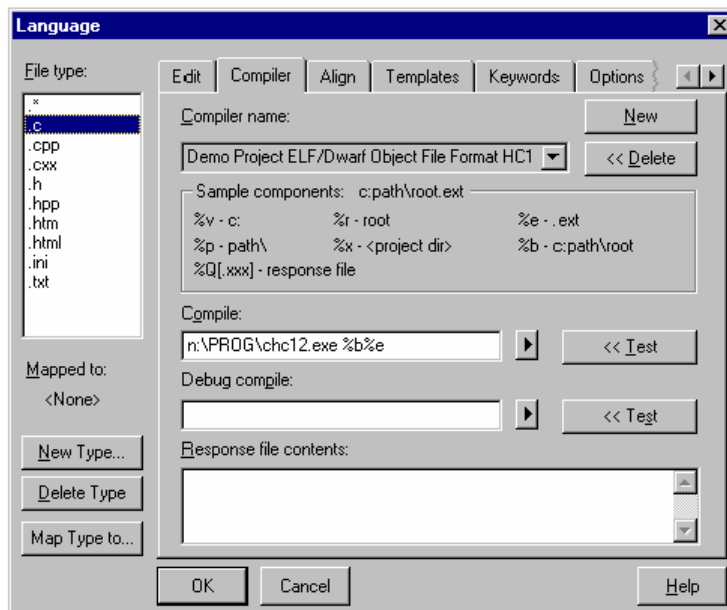 Language
File type:
.*
.c
.cpp
.cxx
.h
.hpp
.htm
.html
.ini
.txt
Mapped to:
<None>
New Type...
Delete Type
Map Type to...
Edit Compiler Align Templates Keywords Options
Compiler name:
New
Demo Project ELF/Dwarf Object File Format HC1
<< Delete
Sample components: c:path\root.ext
%v - c: %r - root %e - .ext
%p - path\ %x - <project dir> %b - c:path\root
%Q[.xxx] - response file
Compile:
n:\PROG\chc12.exe %b%e
<< Test
Debug compile:
<< Test
Response file contents:
OK Cancel Help